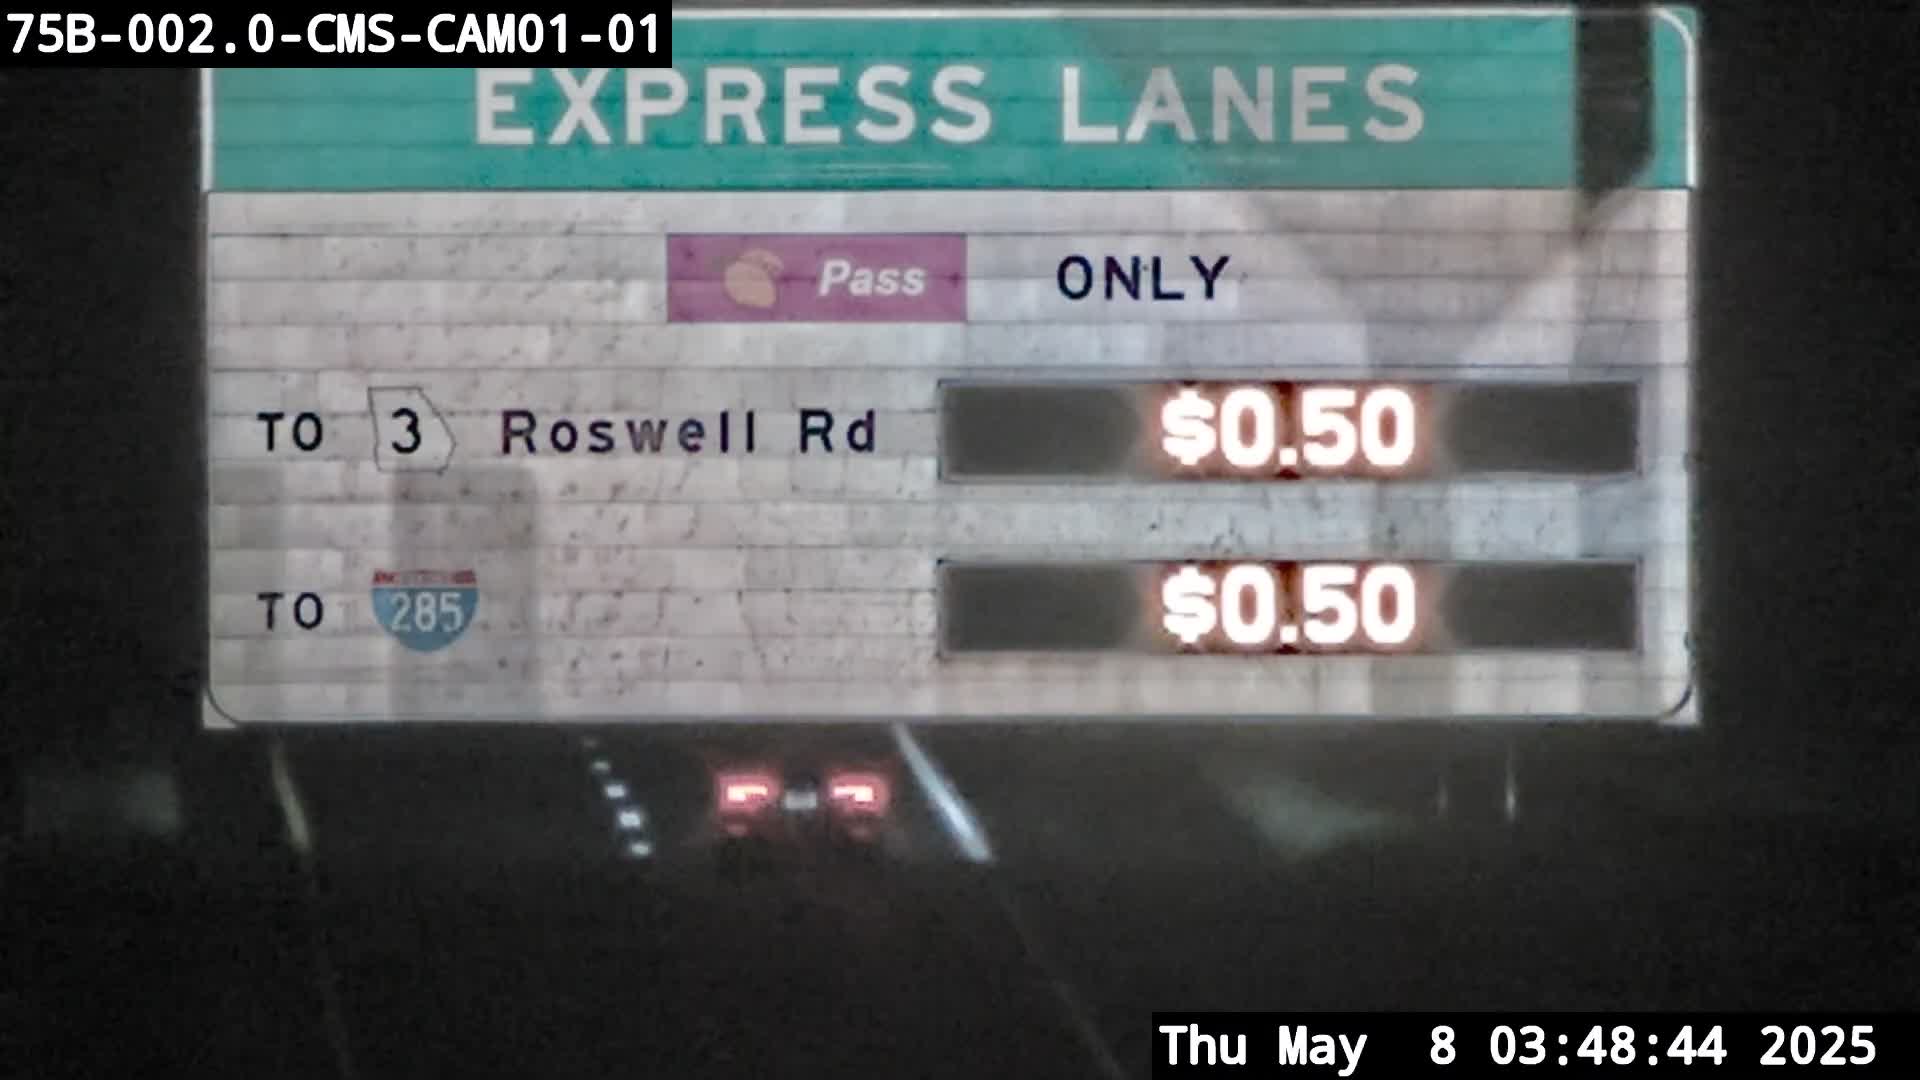 75B-002.0-CMS-CAM01-01
EXPRESS LANES
Pass ONLY
TO 3 Roswell Rd $0.50
TO 285 $0.50
Thu May 8 03:48:44 2025